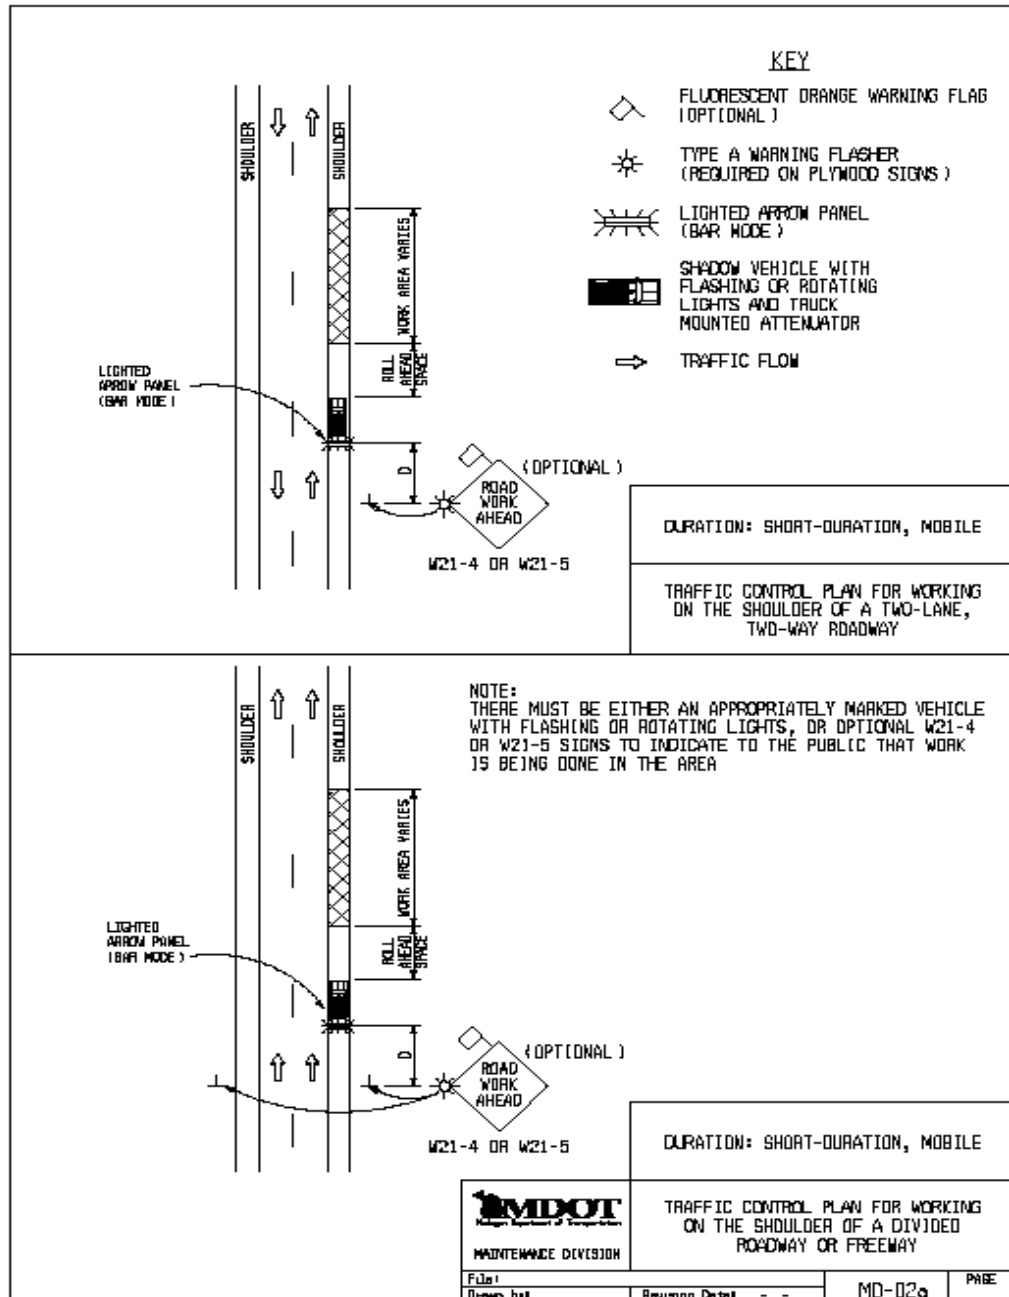 KEY
FLUORESCENT ORANGE WARNING FLAG
(OPTIONAL)
TYPE A WARNING FLASHER
(REQUIRED ON PLYWOOD SIGNS)
LIGHTED ARROW PANEL
(BAR MODE)
SHADOW VEHICLE WITH
FLASHING OR ROTATING
LIGHTS AND TRUCK
MOUNTED ATTENUATOR
TRAFFIC FLOW
SHOULDER
SHOULDER
WORK AREA VARIES
ROLL
AHEAD
SPACE
LIGHTED
ARROW PANEL
(BAR MODE)
D
(OPTIONAL)
ROAD
WORK
AHEAD
W21-4 OR W21-5
DURATION: SHORT-DURATION, MOBILE
TRAFFIC CONTROL PLAN FOR WORKING
ON THE SHOULDER OF A TWO-LANE,
TWO-WAY ROADWAY
NOTE:
THERE MUST BE EITHER AN APPROPRIATELY MARKED VEHICLE
WITH FLASHING OR ROTATING LIGHTS, OR OPTIONAL W21-4
OR W21-5 SIGNS TO INDICATE TO THE PUBLIC THAT WORK
IS BEING DONE IN THE AREA
SHOULDER
SHOULDER
WORK AREA VARIES
ROLL
AHEAD
SPACE
LIGHTED
ARROW PANEL
(BAR MODE)
D
(OPTIONAL)
ROAD
WORK
AHEAD
W21-4 OR W21-5
DURATION: SHORT-DURATION, MOBILE
MDOT
Michigan Department of Transportation
MAINTENANCE DIVISION
TRAFFIC CONTROL PLAN FOR WORKING
ON THE SHOULDER OF A DIVIDED
ROADWAY OR FREEWAY
File:
Drawn by:
Revision Date: - -
MD-02a
PAGE